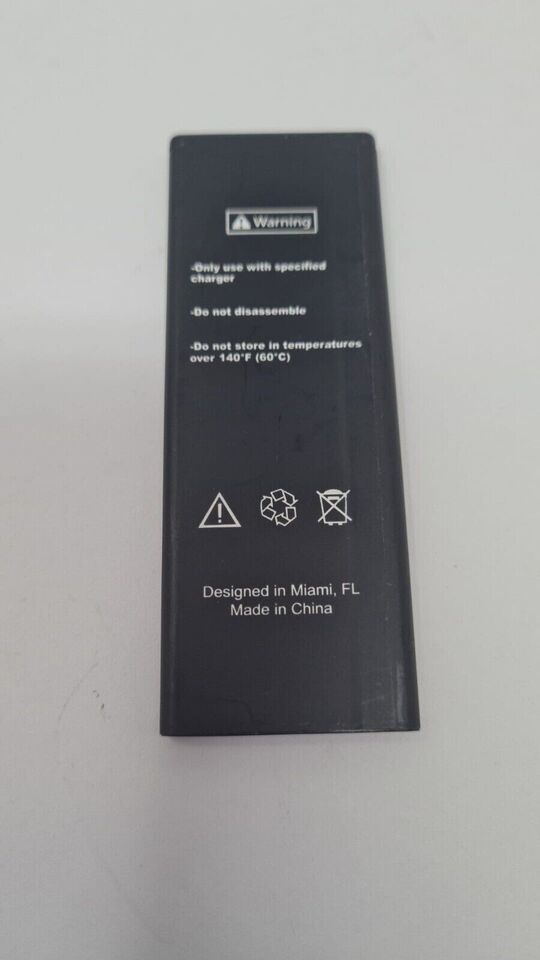 Warning
-Only use with specified
charger
-Do not disassemble
-Do not store in temperatures
over 140°F (60°C)
Designed in Miami, FL
Made in China